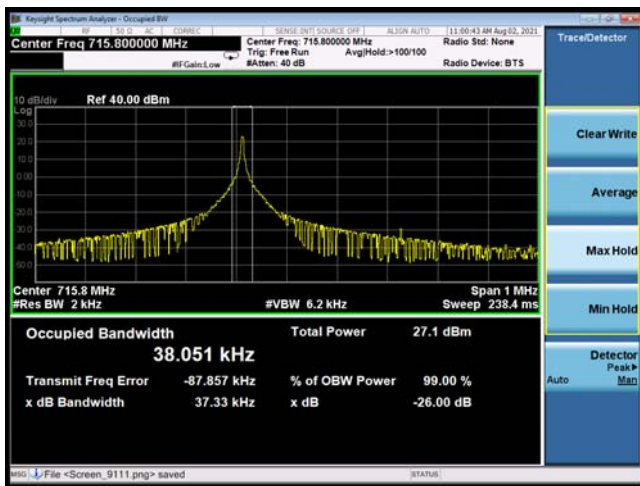 Keysight Spectrum Analyzer - Occupied BW
RF 50 Ω AC CORREC SENSE:INT SOURCE OFF ALIGN AUTO 11:00:43 AM Aug 02, 2021
Center Freq 715.800000 MHz Center Freq: 715.800000 MHz Radio Std: None Trace/Detector
Trig: Free Run Avg|Hold:>100/100
#IFGain:Low #Atten: 40 dB Radio Device: BTS
10 dB/div Ref 40.00 dBm
Log
30.0
20.0
10.0
0.00
-10.0
-20.0
-30.0
-40.0
-50.0
Clear Write
Average
Max Hold
Min Hold
Center 715.8 MHz Span 1 MHz
#Res BW 2 kHz #VBW 6.2 kHz Sweep 238.4 ms
Occupied Bandwidth Total Power 27.1 dBm
38.051 kHz
Transmit Freq Error -87.857 kHz % of OBW Power 99.00 %
x dB Bandwidth 37.33 kHz x dB -26.00 dB
Detector
Peak▶
Auto Man
MSG File <Screen_9111.png> saved STATUS